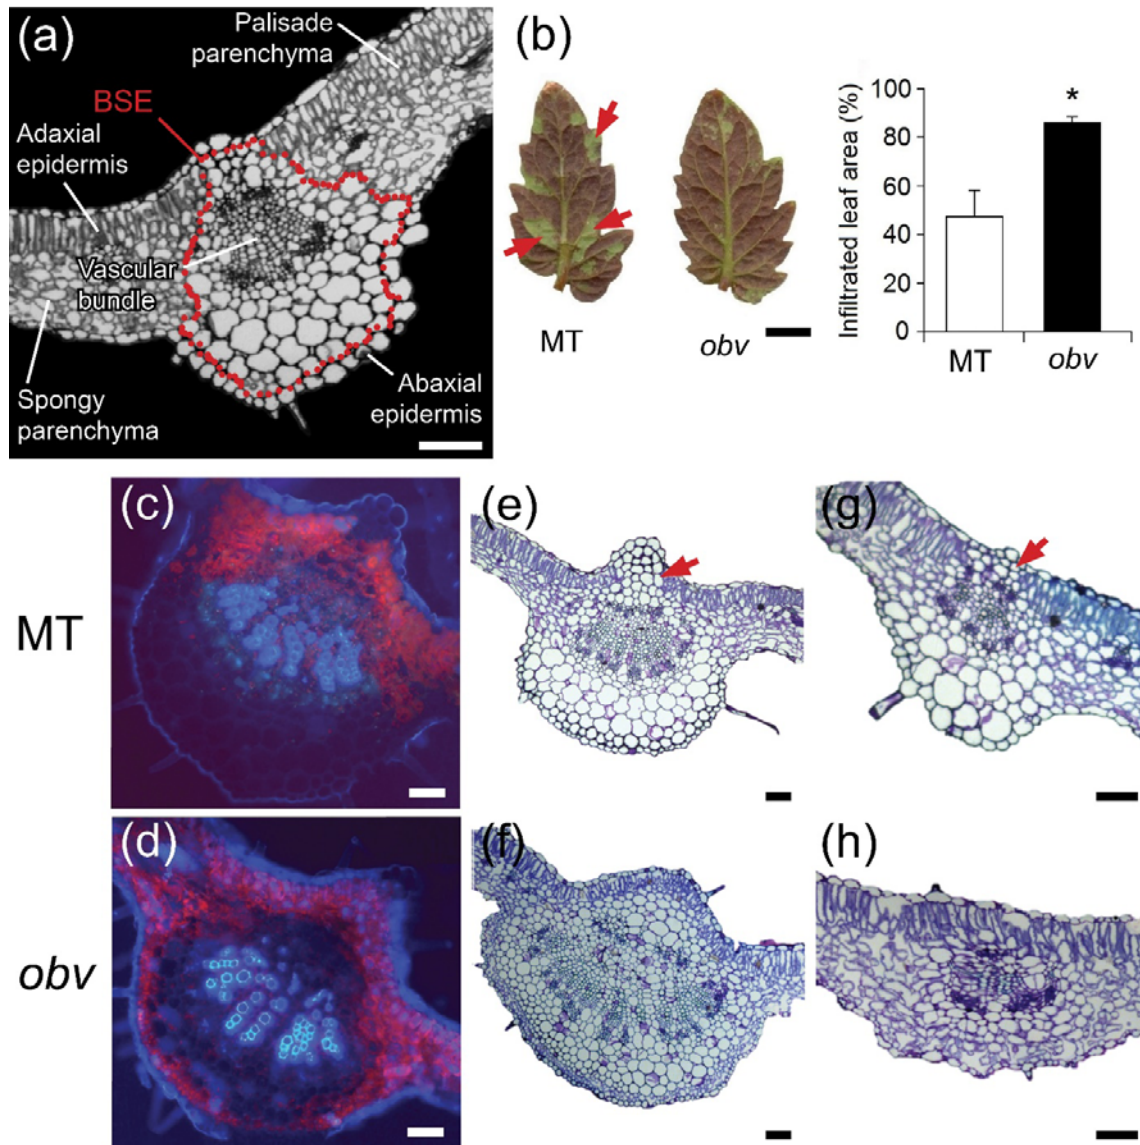 (a)
Palisade
parenchyma
BSE
Adaxial
epidermis
Vascular
bundle
Spongy
parenchyma
Abaxial
epidermis
(b)
MT
obv
Infiltrated leaf area (%)
100
80
60
40
20
0
*
MT
obv
(c)
(e)
(g)
MT
(d)
(f)
(h)
obv